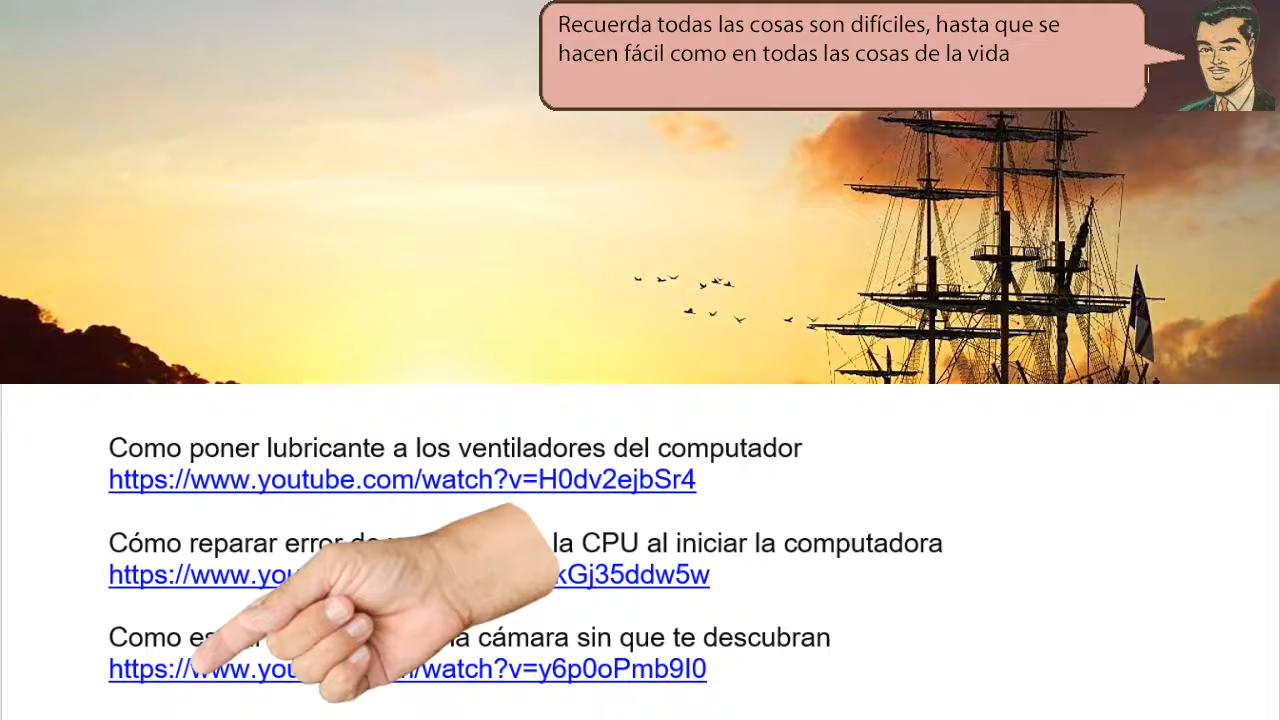 Recuerda todas las cosas son difíciles, hasta que se
hacen fácil como en todas las cosas de la vida
Como poner lubricante a los ventiladores del computador
https://www.youtube.com/watch?v=H0dv2ejbSr4
Cómo reparar error la CPU al iniciar la computadora
https://www.you kGj35ddw5w
Como cámara sin que te descubran
https://www.you /watch?v=y6p0oPmb9I0